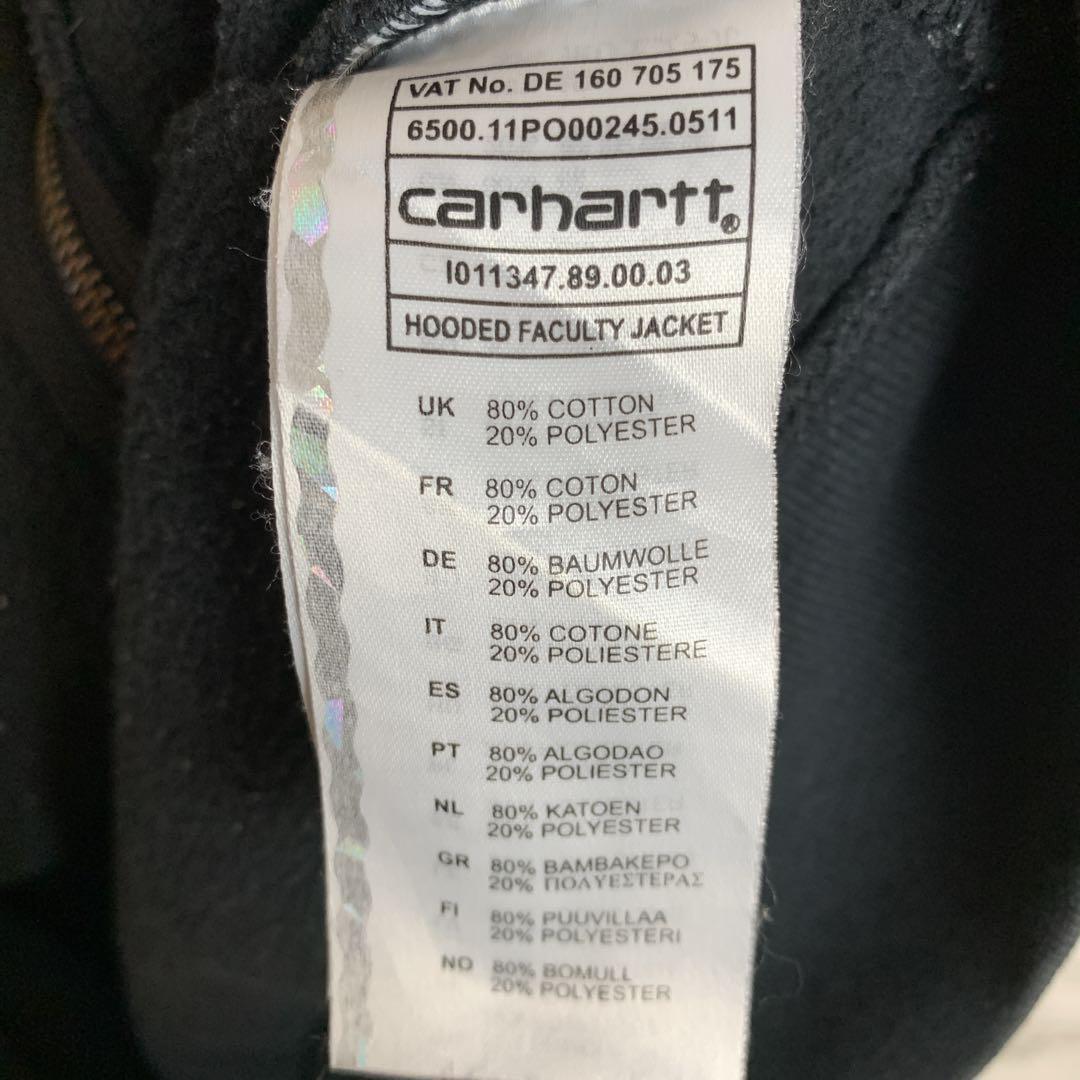 VAT No. DE 160 705 175
6500.11PO00245.0511
carhartt®
I011347.89.00.03
HOODED FACULTY JACKET
UK 80% COTTON
20% POLYESTER
FR 80% COTON
20% POLYESTER
DE 80% BAUMWOLLE
20% POLYESTER
IT 80% COTONE
20% POLIESTERE
ES 80% ALGODON
20% POLIESTER
PT 80% ALGODAO
20% POLIESTER
NL 80% KATOEN
20% POLYESTER
GR 80% BAMBAKEPO
20% ΠΟΛΥΕΣΤΕΡΑΣ
FI 80% PUUVILLAA
20% POLYESTERI
NO 80% BOMULL
20% POLYESTER